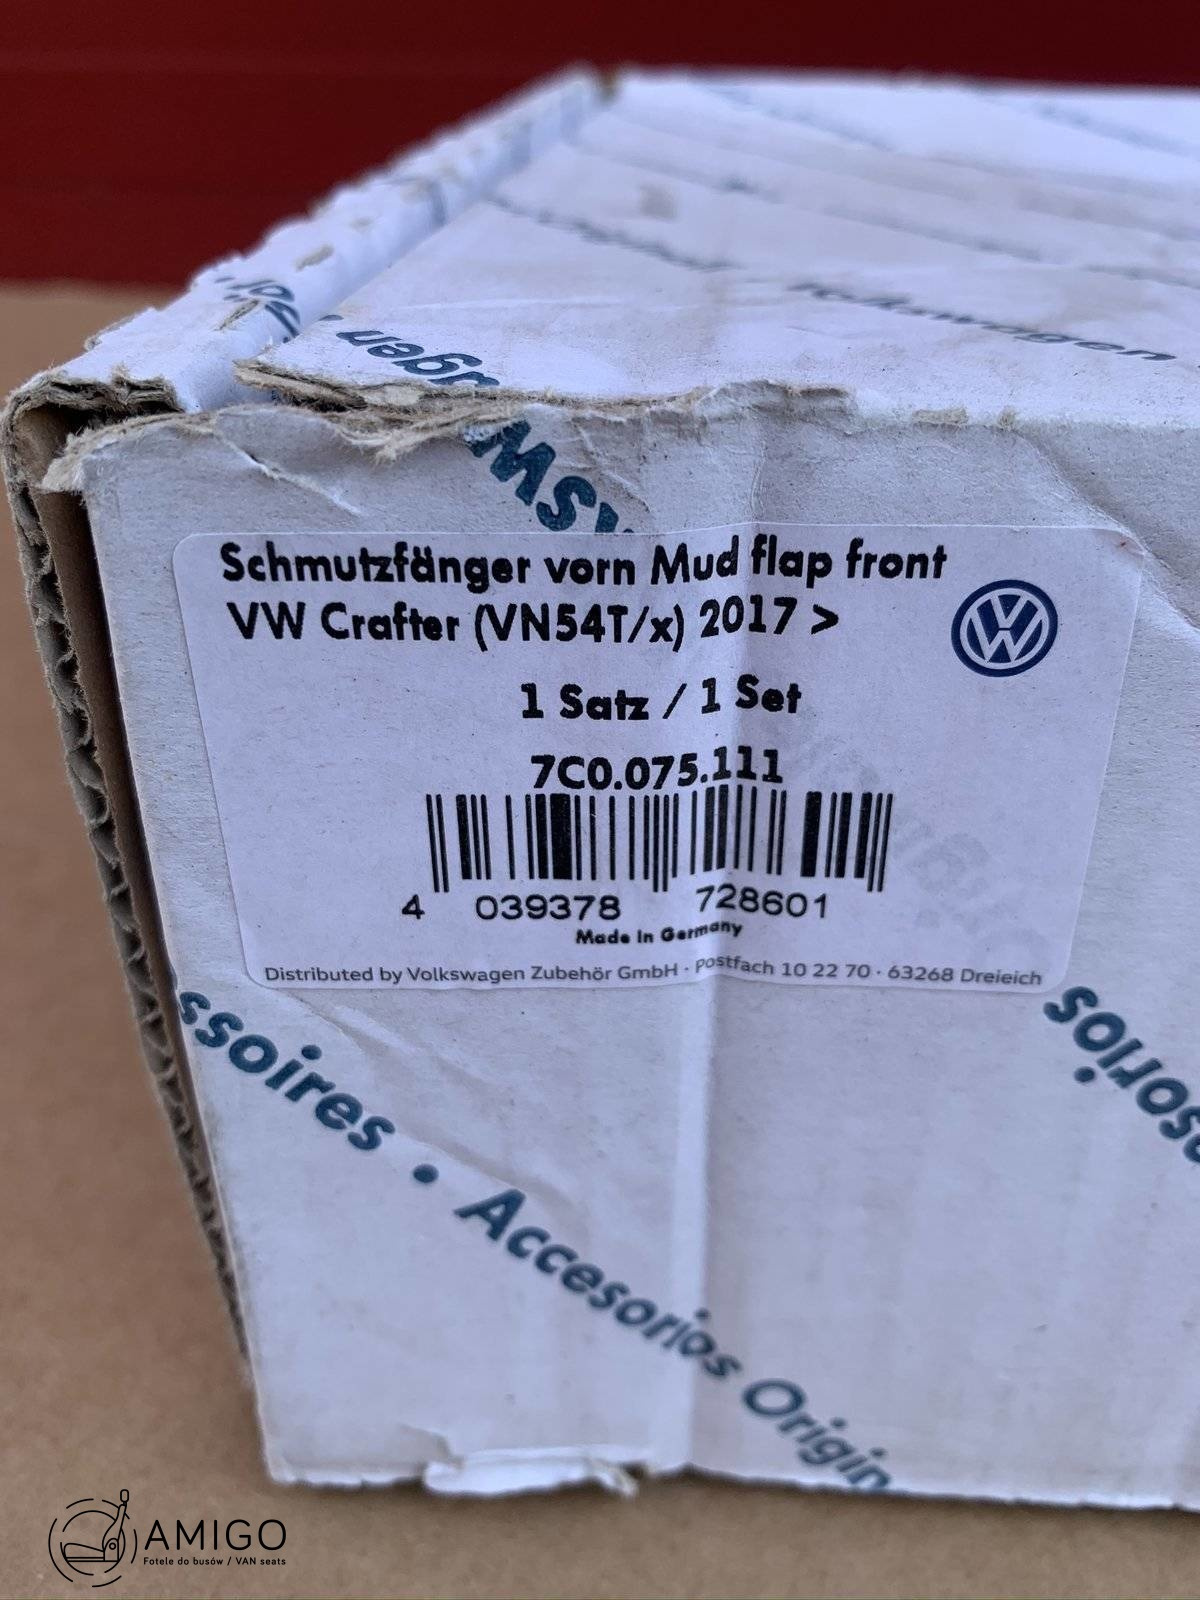 Volkswagen
Schmutzfänger vorn Mud flap front
VW Crafter (VN54T/x) 2017 >
1 Satz / 1 Set
7C0.075.111
4 039378 728601
Made in Germany
Distributed by Volkswagen Zubehör GmbH · Postfach 10 22 70 · 63268 Dreieich
ssoires • Accesorios Origin
AMIGO
Fotele do busów / VAN seats